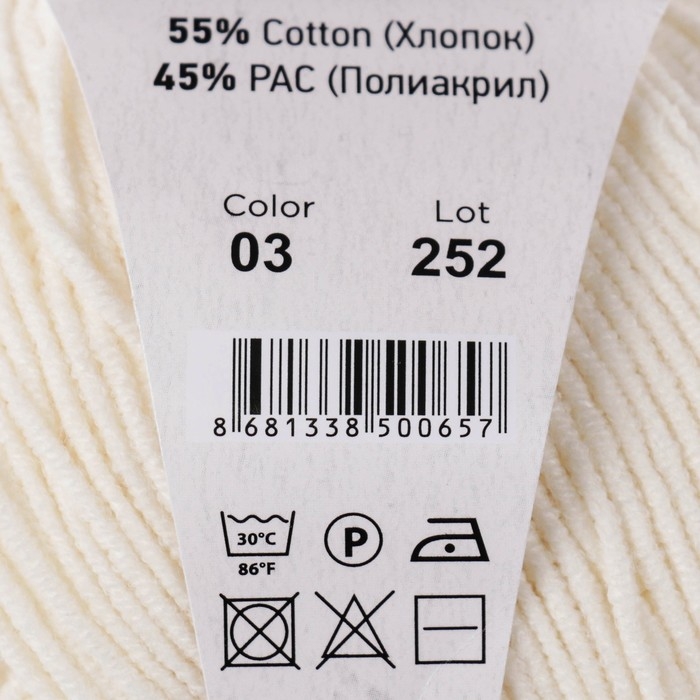 55% Cotton (Хлопок)
45% PAC (Полиакрил)
Color Lot
03 252
8 681338 500657
30°C P
86°F